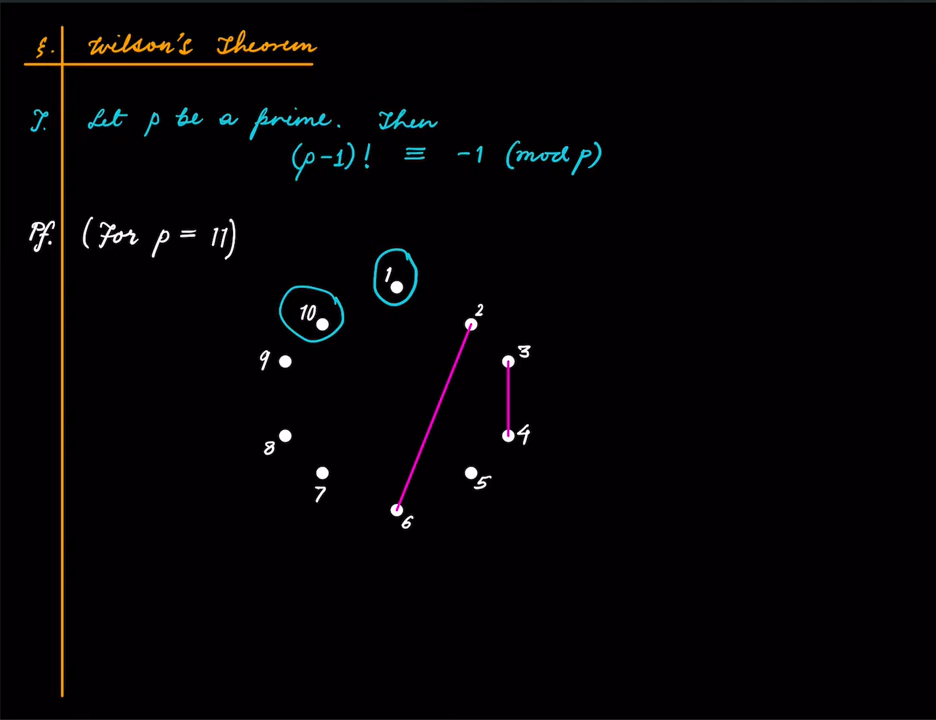 §. Wilson's Theorem
T. Let p be a prime. Then
(p-1)! ≡ -1 (mod p)
Pf. (For p = 11)
1
10
2
9
3
8
4
7
5
6